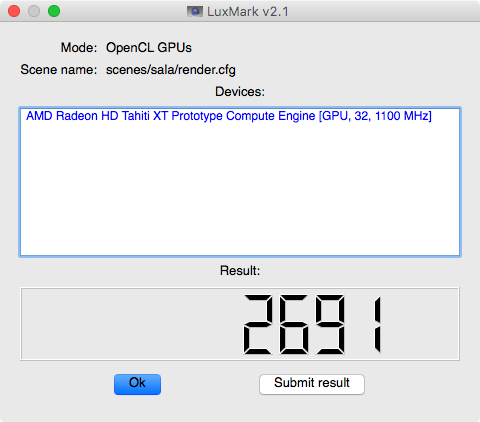 LuxMark v2.1
Mode: OpenCL GPUs
Scene name: scenes/sala/render.cfg
Devices:
AMD Radeon HD Tahiti XT Prototype Compute Engine [GPU, 32, 1100 MHz]
Result:
2691
Ok Submit result